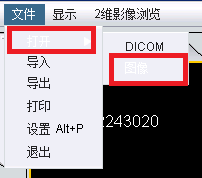 文件 显示 2维影像浏览
打开
导入
导出
打印
设置 Alt+P
退出
DICOM
图像
2243020